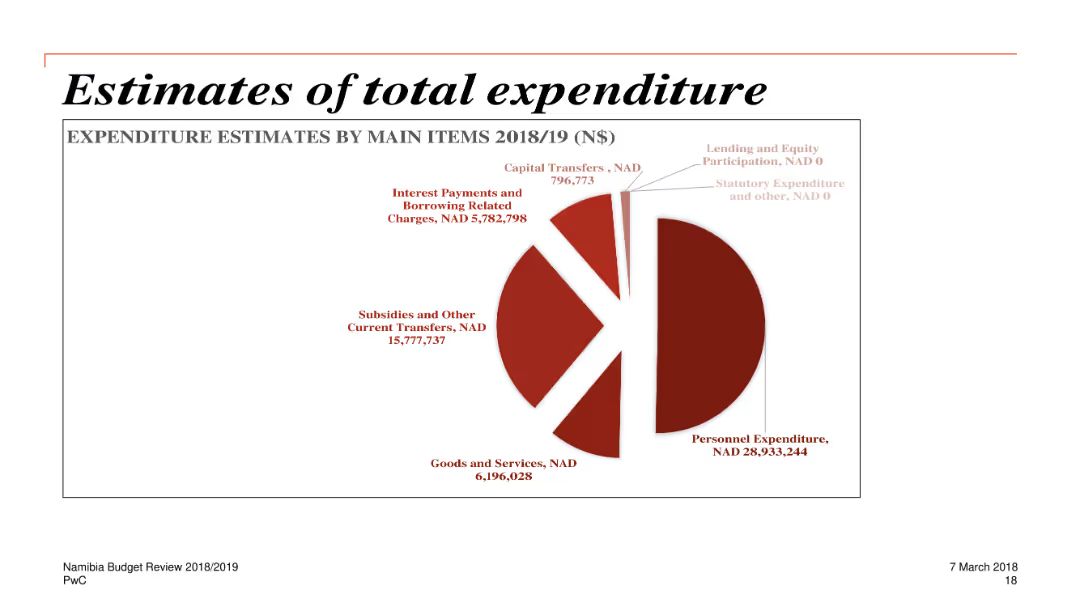 Estimates of total expenditure
EXPENDITURE ESTIMATES BY MAIN ITEMS 2018/19 (N$)
Lending and Equity
Participation, NAD 0
Capital Transfers , NAD
796,773
Statutory Expenditure
and other, NAD 0
Interest Payments and
Borrowing Related
Charges, NAD 5,782,798
Subsidies and Other
Current Transfers, NAD
15,777,737
Personnel Expenditure,
NAD 28,933,244
Goods and Services, NAD
6,196,028
Namibia Budget Review 2018/2019
PwC
7 March 2018
18